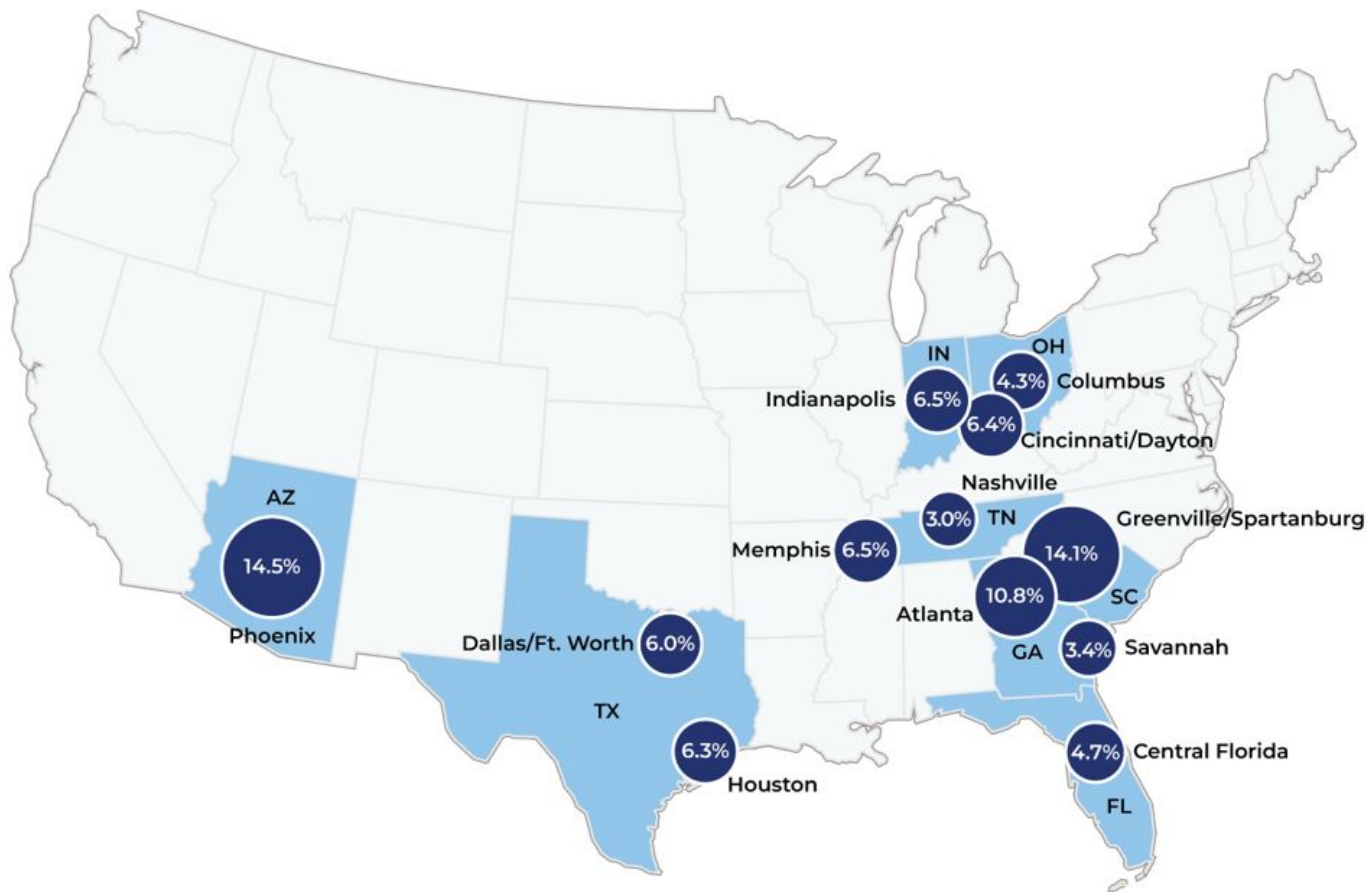 IN
OH
4.3%
Columbus
Indianapolis
6.5%
6.4%
Cincinnati/Dayton
Nashville
AZ
3.0%
TN
Greenville/Spartanburg
Memphis
6.5%
14.1%
14.5%
10.8%
SC
Atlanta
Phoenix
Dallas/Ft. Worth
6.0%
GA
3.4%
Savannah
TX
6.3%
Houston
4.7%
Central Florida
FL